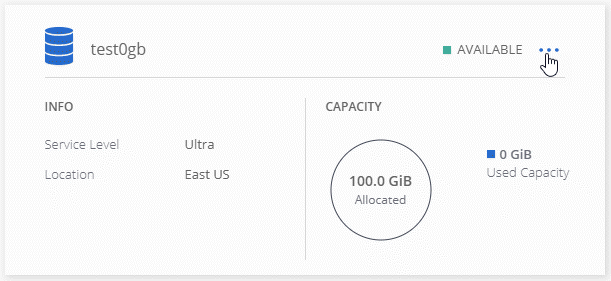 test0gb
AVAILABLE
INFO
Service Level Ultra
Location East US
CAPACITY
100.0 GiB
Allocated
0 GiB
Used Capacity